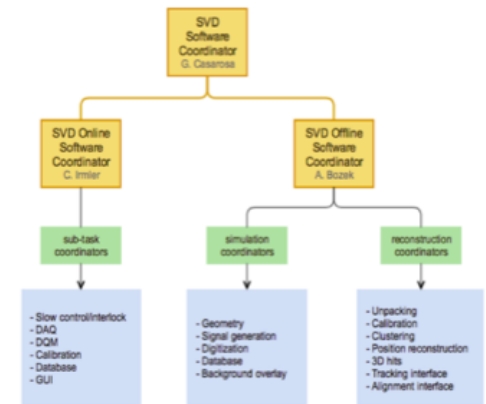 SVD
Software
Coordinator
G. Casarosa
SVD Online
Software
Coordinator
C. Irmler
SVD Offline
Software
Coordinator
A. Bozek
sub-task
coordinators
simulation
coordinators
reconstruction
coordinators
- Slow control/interlock
- DAQ
- DQM
- Calibration
- Database
- GUI
- Geometry
- Signal generation
- Digitization
- Database
- Background overlay
- Unpacking
- Calibration
- Clustering
- Position reconstruction
- 3D hits
- Tracking interface
- Alignment interface